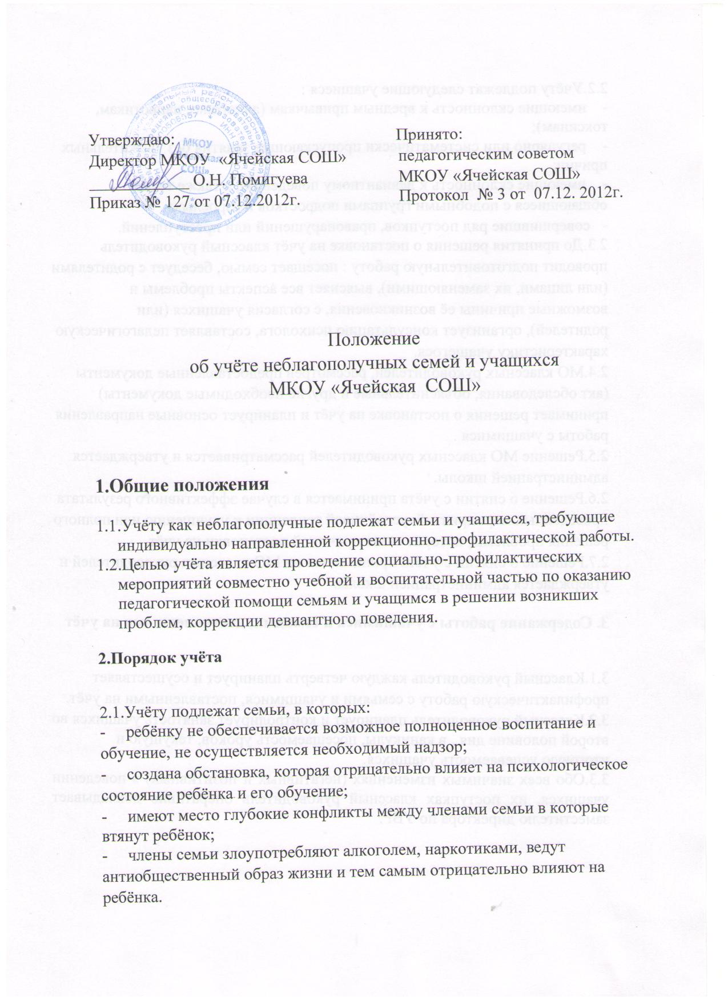 Утверждаю:
Директор МКОУ «Ячейская СОШ»
____________ О.Н. Помигуева
Приказ № 127 от 07.12.2012г.
Принято:
педагогическим советом
МКОУ «Ячейская СОШ»
Протокол № 3 от 07.12. 2012г.
МКОУ
СОШ»
Положение
об учёте неблагополучных семей и учащихся
МКОУ «Ячейская СОШ»
1.Общие положения
1.1.Учёту как неблагополучные подлежат семьи и учащиеся, требующие
индивидуально направленной коррекционно-профилактической работы.
1.2.Целью учёта является проведение социально-профилактических
мероприятий совместно учебной и воспитательной частью по оказанию
педагогической помощи семьям и учащимся в решении возникших
проблем, коррекции девиантного поведения.
2.Порядок учёта
2.1.Учёту подлежат семьи, в которых:
- ребёнку не обеспечивается возможное полноценное воспитание и
обучение, не осуществляется необходимый надзор;
- создана обстановка, которая отрицательно влияет на психологическое
состояние ребёнка и его обучение;
- имеют место глубокие конфликты между членами семьи в которые
втянут ребёнок;
- члены семьи злоупотребляют алкоголем, наркотиками, ведут
антиобщественный образ жизни и тем самым отрицательно влияют на
ребёнка.